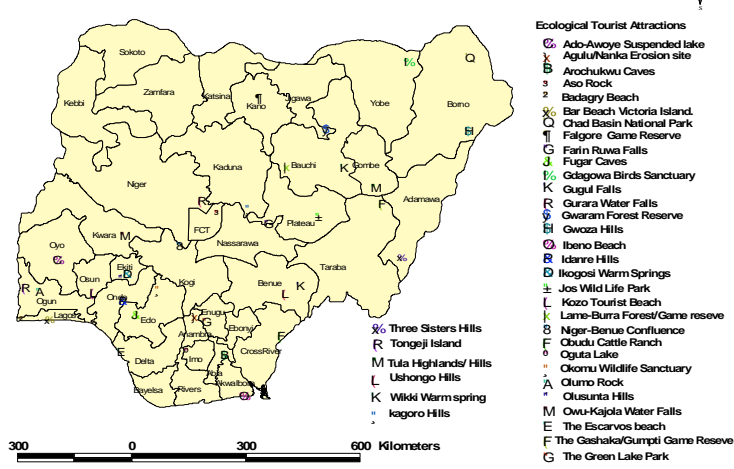 s
Ecological Tourist Attractions
Ado-Awoye Suspended lake
Agulu/Nanka Erosion site
Arochukwu Caves
Aso Rock
Badagry Beach
Bar Beach Victoria Island.
Q Chad Basin National Park
¶ Falgore Game Reserve
G Farin Ruwa Falls
Fugar Caves
Gdagowa Birds Sanctuary
K Gugul Falls
R Gurara Water Falls
Gwaram Forest Reserve
Gwoza Hills
Ibeno Beach
Idanre Hills
Ikogosi Warm Springs
± Jos Wild Life Park
L Kozo Tourist Beach
Lame-Burra Forest/Game reseve
8 Niger-Benue Confluence
F Obudu Cattle Ranch
Oguta Lake
Okomu Wildlife Sanctuary
A Olumo Rock
Olusunta Hills
M Owu-Kajola Water Falls
E The Escarvos beach
F The Gashaka/Gumpti Game Reseve
G The Green Lake Park
% Three Sisters Hills
R Tongeji Island
M Tula Highlands/ Hills
L Ushongo Hills
K Wikki Warm spring
kagoro Hills
Sokoto
Zamfara
Kebbi
Katsina
Kano
Jigawa
Yobe
Borno
Niger
Kaduna
Bauchi
Gombe
Adamawa
FCT
Plateau
Nassarawa
Kwara
Oyo
Osun
Ekiti
Kogi
Benue
Taraba
Ogun
Lagos
Ondo
Edo
Enugu
Anambra
Ebonyi
CrossRiver
Delta
Imo
Abia
Bayelsa
Rivers
AkwaIbom
300 0 300 600 Kilometers